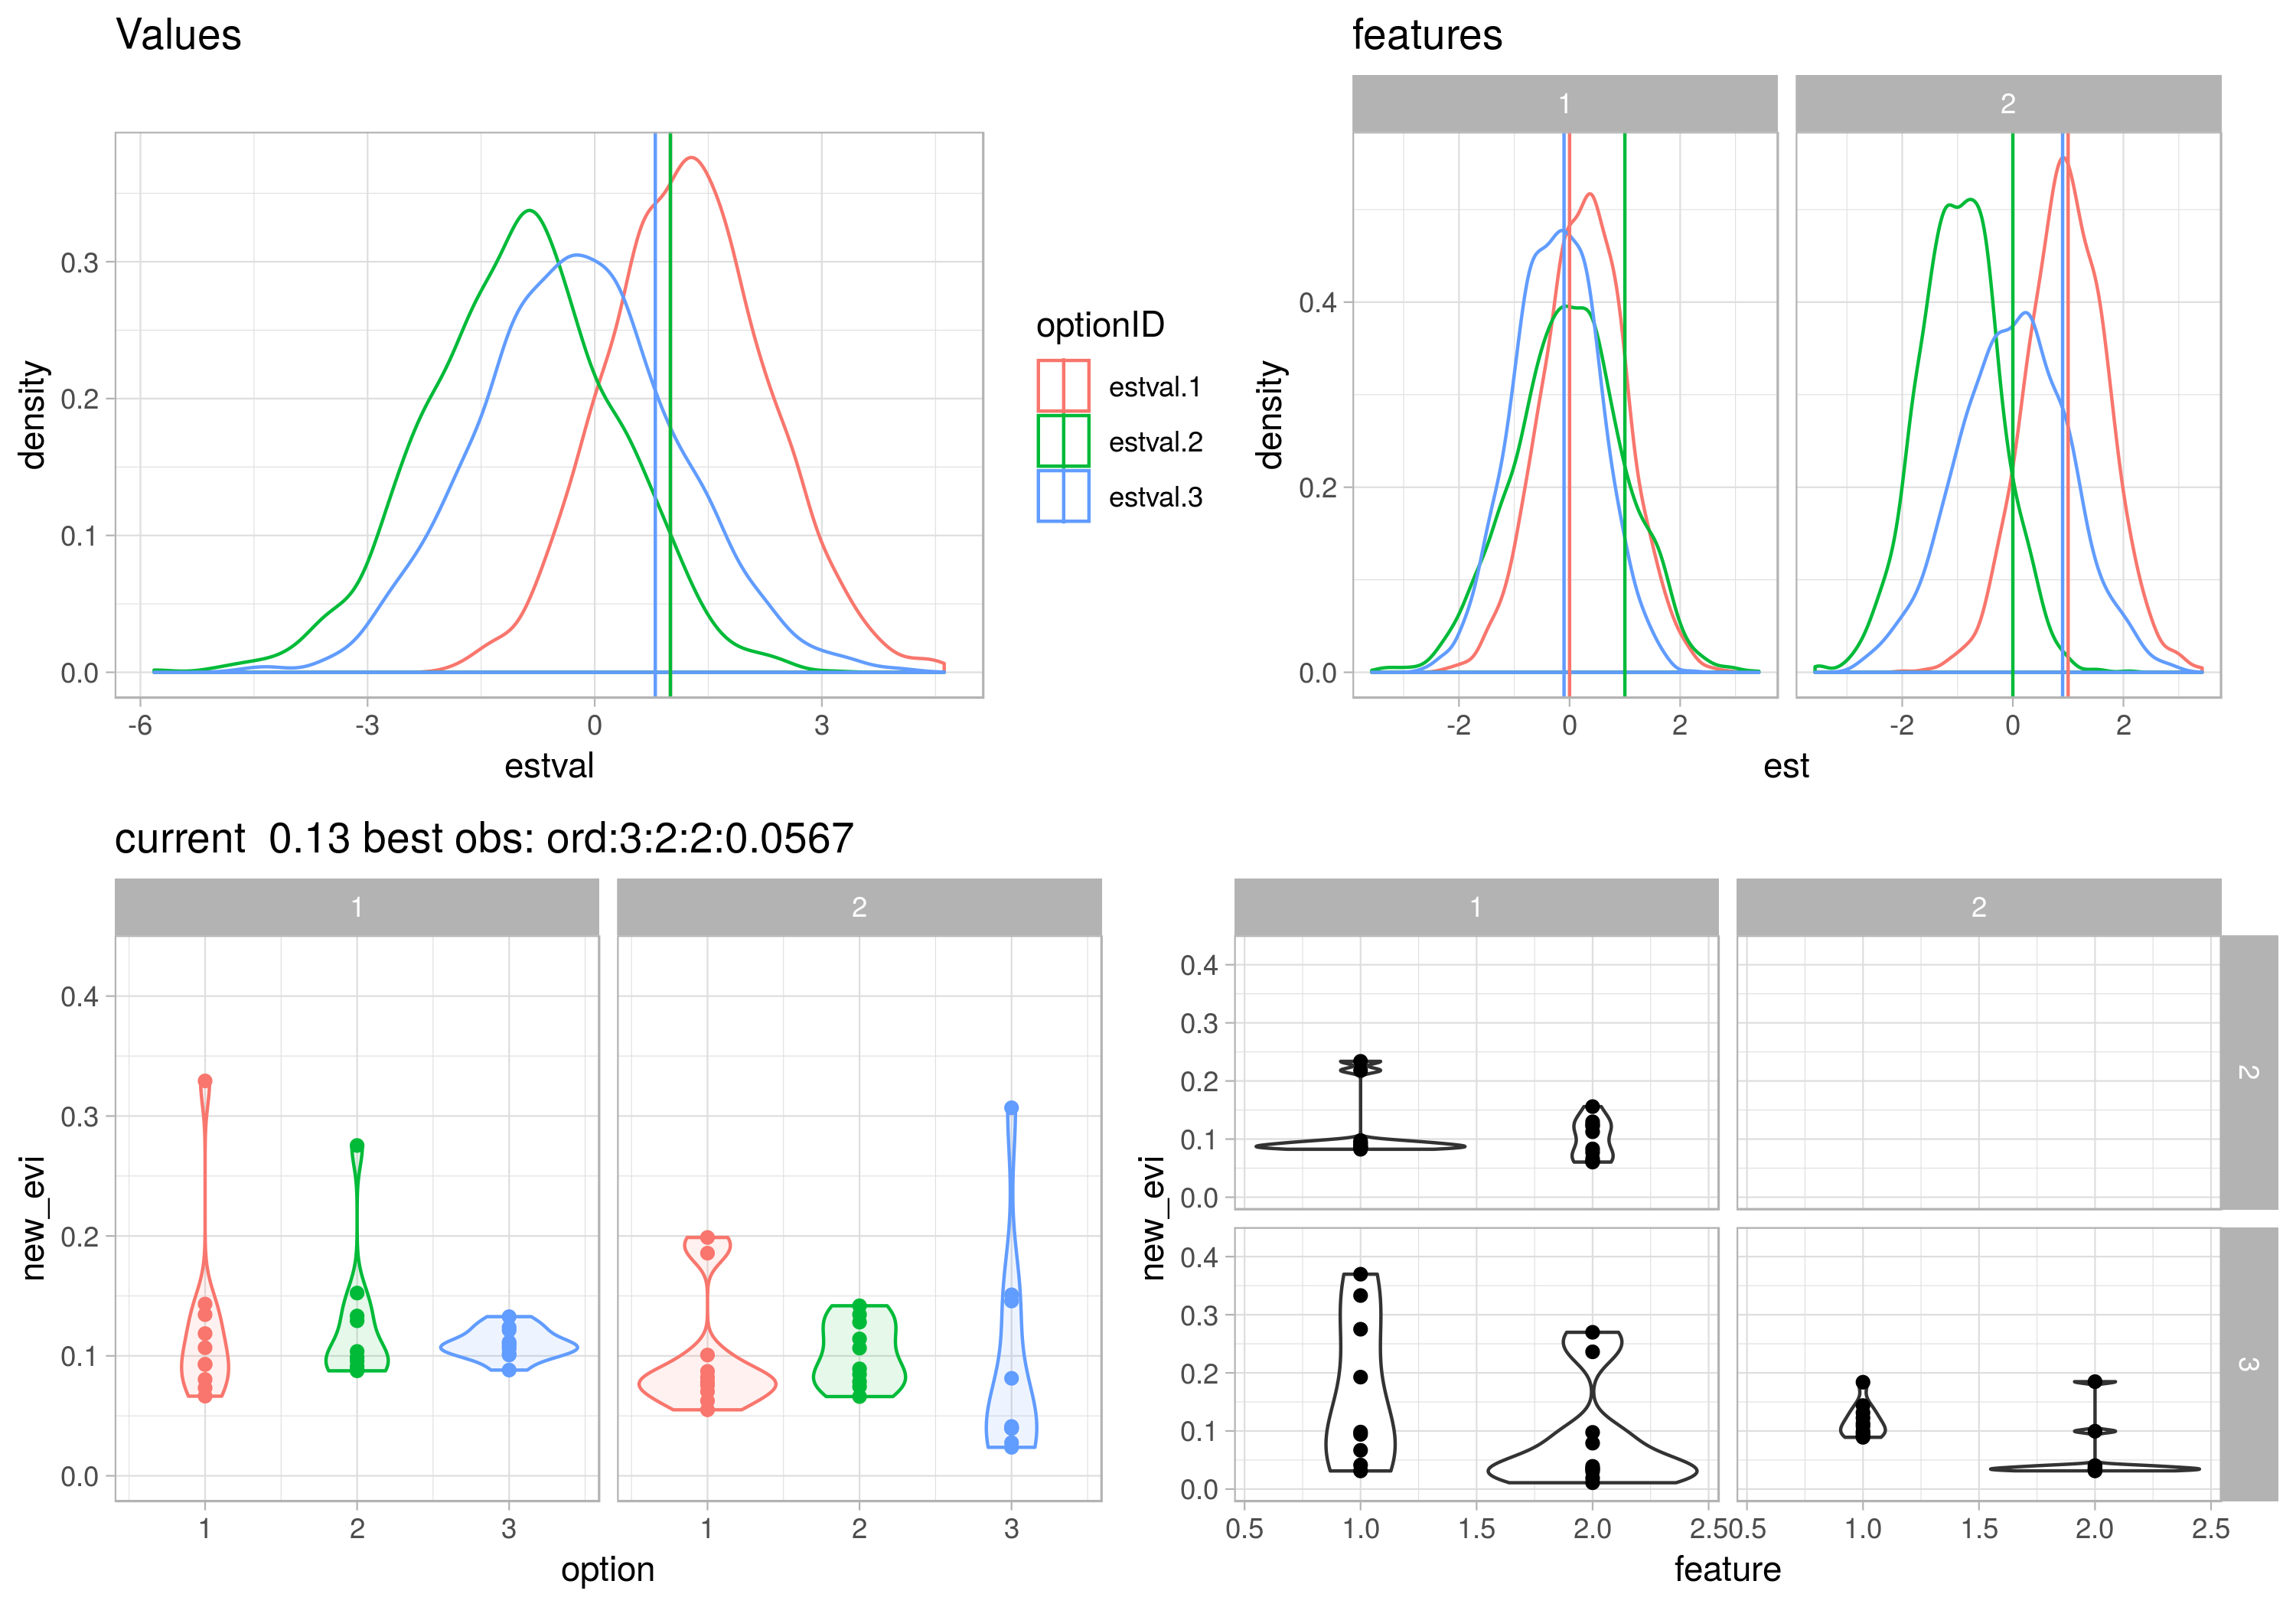 Values
density
0.3
0.2
0.1
0.0
-6 -3 0 3
estval
optionID
estval.1
estval.2
estval.3
features
1 2
density
0.4
0.2
0.0
-2 0 2 -2 0 2
est
current  0.13 best obs: ord:3:2:2:0.0567
1 2
new_evi
0.4
0.3
0.2
0.1
0.0
1 2 3 1 2 3
option
1 2
new_evi
0.4
0.3
0.2
0.1
0.0
2
0.4
0.3
0.2
0.1
0.0
3
0.5 1.0 1.5 2.0 2.5 0.5 1.0 1.5 2.0 2.5
feature